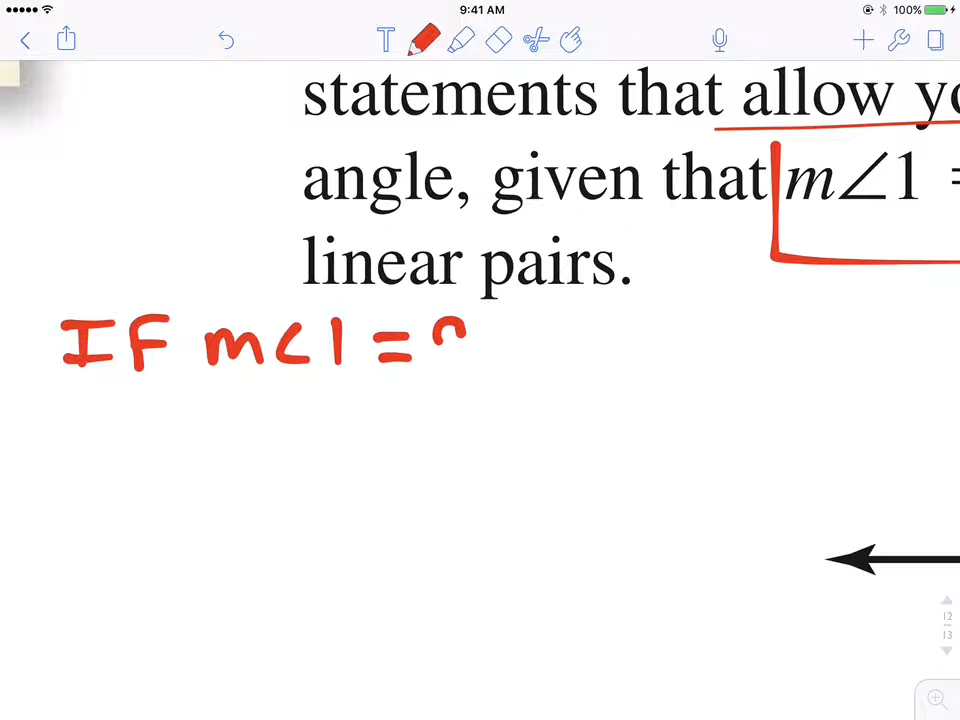 9:41 AM
100%
T
statements that allow yo
angle, given that m∠1 =
linear pairs.
IF m<1 =
12
13